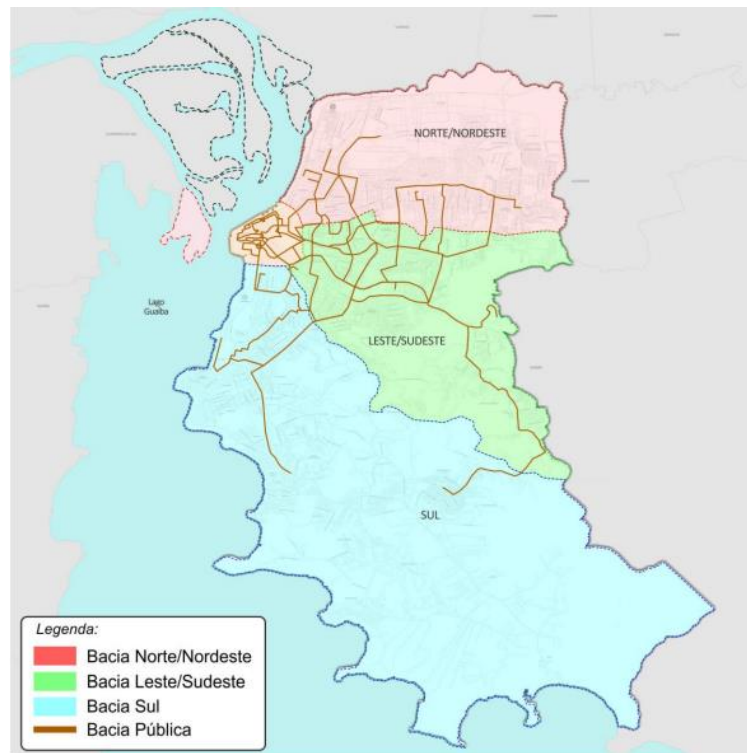 NORTE/NORDESTE
Lago
Guaíba
LESTE/SUDESTE
SUL
Legenda:
Bacia Norte/Nordeste
Bacia Leste/Sudeste
Bacia Sul
Bacia Pública